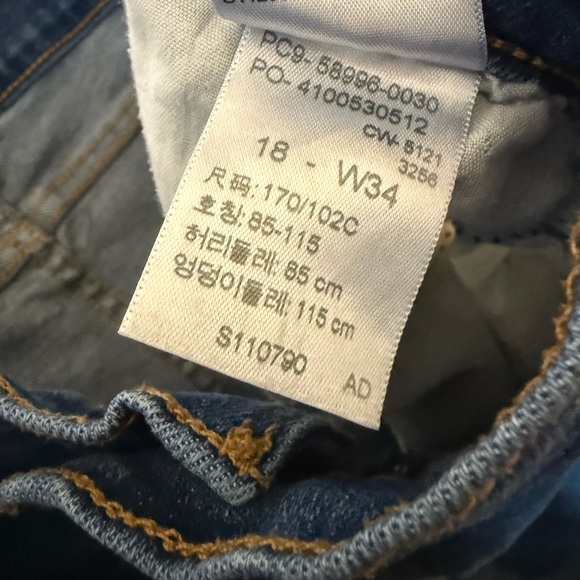 PC9- 58996-0030
PO- 4100530512
CW- 5121
3256
18 - W34
尺码: 170/102C
호칭: 85-115
허리둘레: 85 cm
엉덩이둘레: 115 cm
S110790
AD